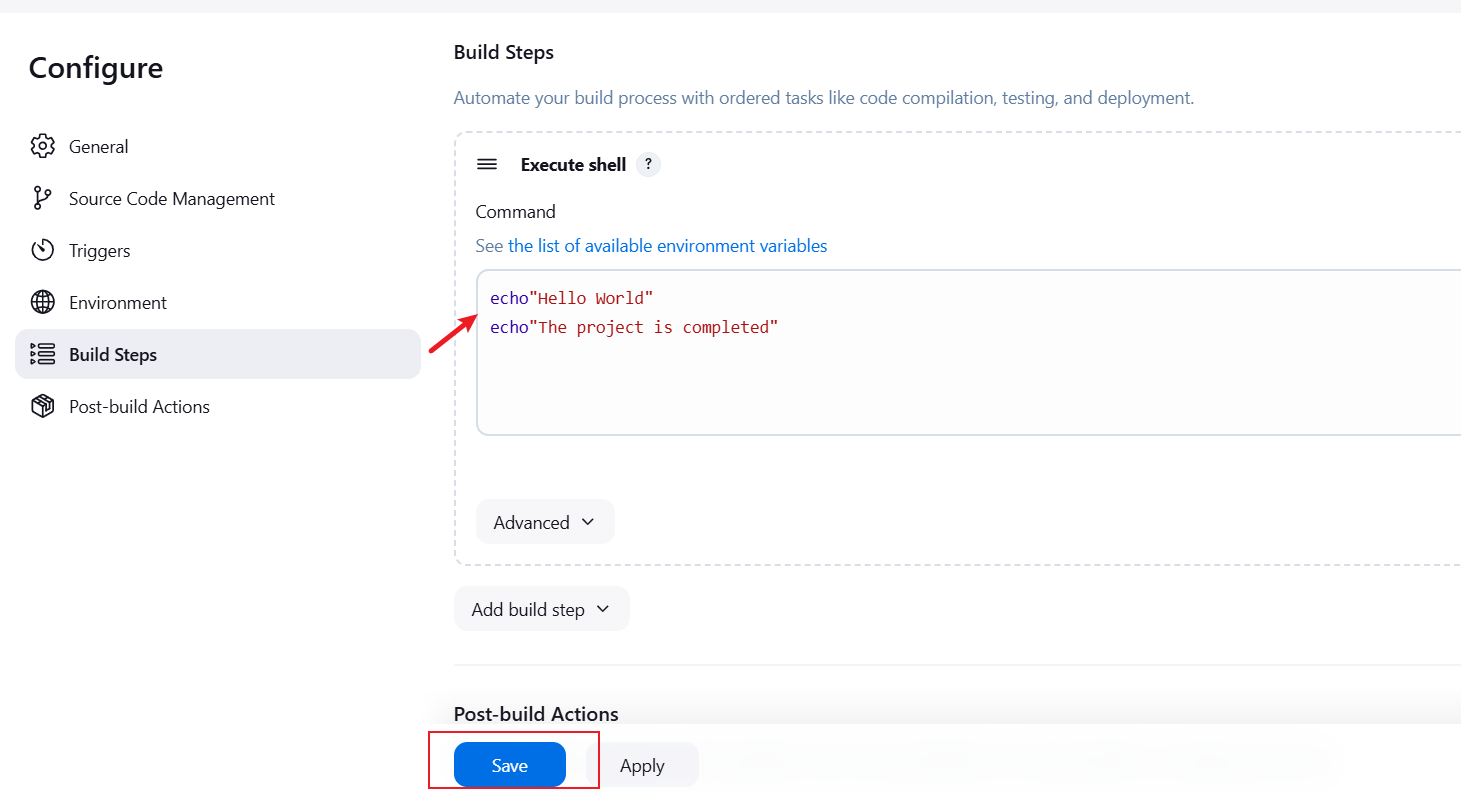 Configure
General
Source Code Management
Triggers
Environment
Build Steps
Post-build Actions
Build Steps
Automate your build process with ordered tasks like code compilation, testing, and deployment.
Execute shell ?
Command
See the list of available environment variables
echo"Hello World"
echo"The project is completed"
Advanced
Add build step
Post-build Actions
Save
Apply